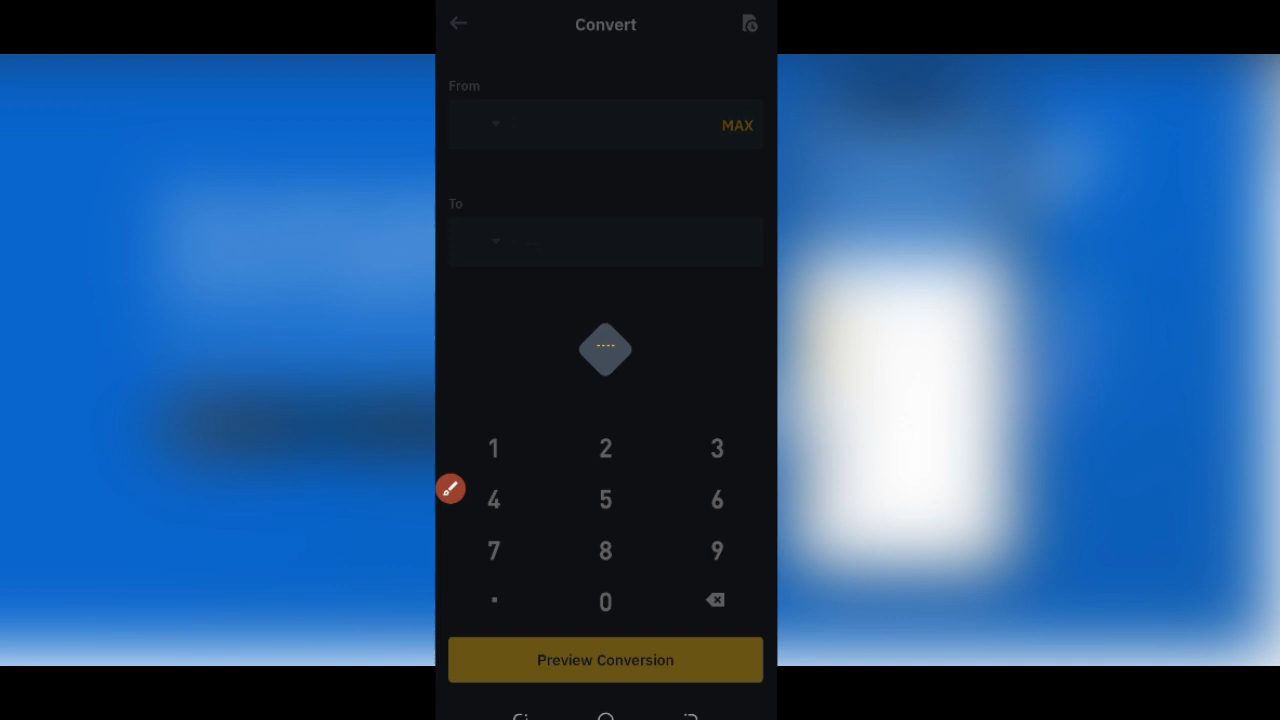 Convert
From
MAX
To
--
1 2 3
4 5 6
7 8 9
. 0
Preview Conversion